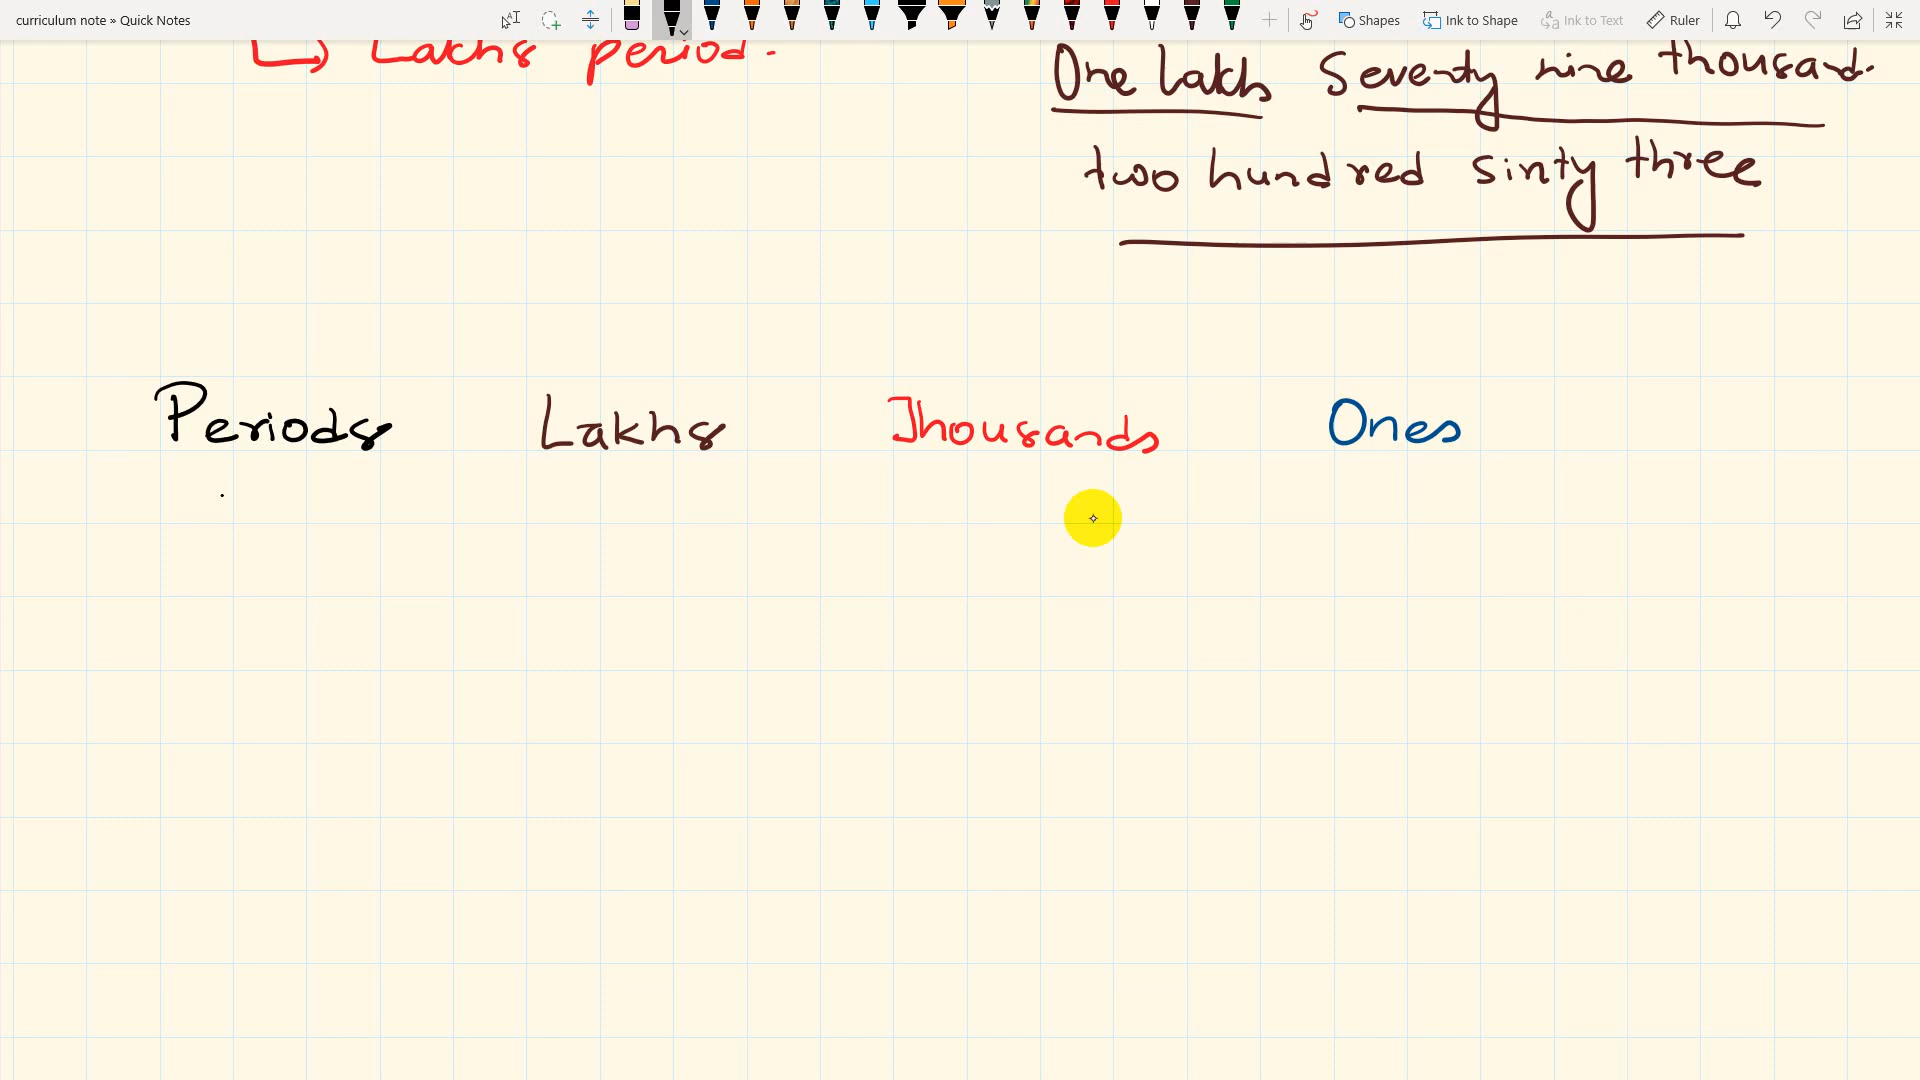 curriculum note » Quick Notes
Shapes
Ink to Shape
Ink to Text
Ruler
Lakhs period.
One lakh Seventy nine thousand.
two hundred sinty three
Periods Lakhs Thousands Ones